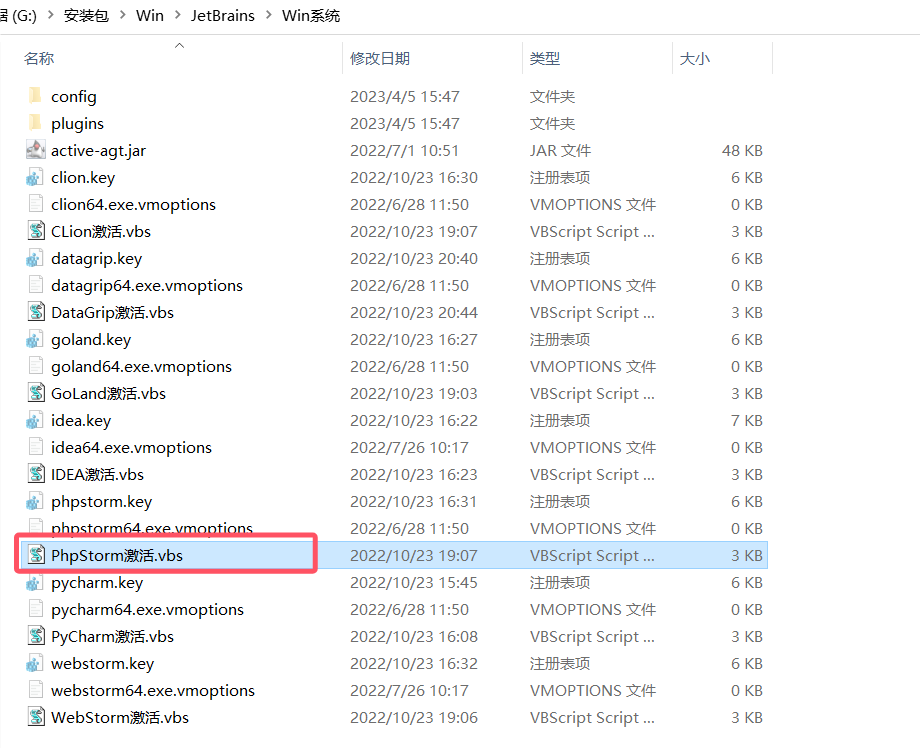 (G:) > 安装包 > Win > JetBrains > Win系统
名称 修改日期 类型 大小
config 2023/4/5 15:47 文件夹
plugins 2023/4/5 15:47 文件夹
active-agt.jar 2022/7/1 10:51 JAR 文件 48 KB
clion.key 2022/10/23 16:30 注册表项 6 KB
clion64.exe.vmoptions 2022/6/28 11:50 VMOPTIONS 文件 0 KB
CLion激活.vbs 2022/10/23 19:07 VBScript Script ... 3 KB
datagrip.key 2022/10/23 20:40 注册表项 6 KB
datagrip64.exe.vmoptions 2022/6/28 11:50 VMOPTIONS 文件 0 KB
DataGrip激活.vbs 2022/10/23 20:44 VBScript Script ... 3 KB
goland.key 2022/10/23 16:27 注册表项 6 KB
goland64.exe.vmoptions 2022/6/28 11:50 VMOPTIONS 文件 0 KB
GoLand激活.vbs 2022/10/23 19:03 VBScript Script ... 3 KB
idea.key 2022/10/23 16:22 注册表项 7 KB
idea64.exe.vmoptions 2022/7/26 10:17 VMOPTIONS 文件 0 KB
IDEA激活.vbs 2022/10/23 16:23 VBScript Script ... 3 KB
phpstorm.key 2022/10/23 16:31 注册表项 6 KB
phpstorm64.exe.vmoptions 2022/6/28 11:50 VMOPTIONS 文件 0 KB
PhpStorm激活.vbs 2022/10/23 19:07 VBScript Script ... 3 KB
pycharm.key 2022/10/23 15:45 注册表项 6 KB
pycharm64.exe.vmoptions 2022/6/28 11:50 VMOPTIONS 文件 0 KB
PyCharm激活.vbs 2022/10/23 16:08 VBScript Script ... 3 KB
webstorm.key 2022/10/23 16:32 注册表项 6 KB
webstorm64.exe.vmoptions 2022/7/26 10:17 VMOPTIONS 文件 0 KB
WebStorm激活.vbs 2022/10/23 19:06 VBScript Script ... 3 KB